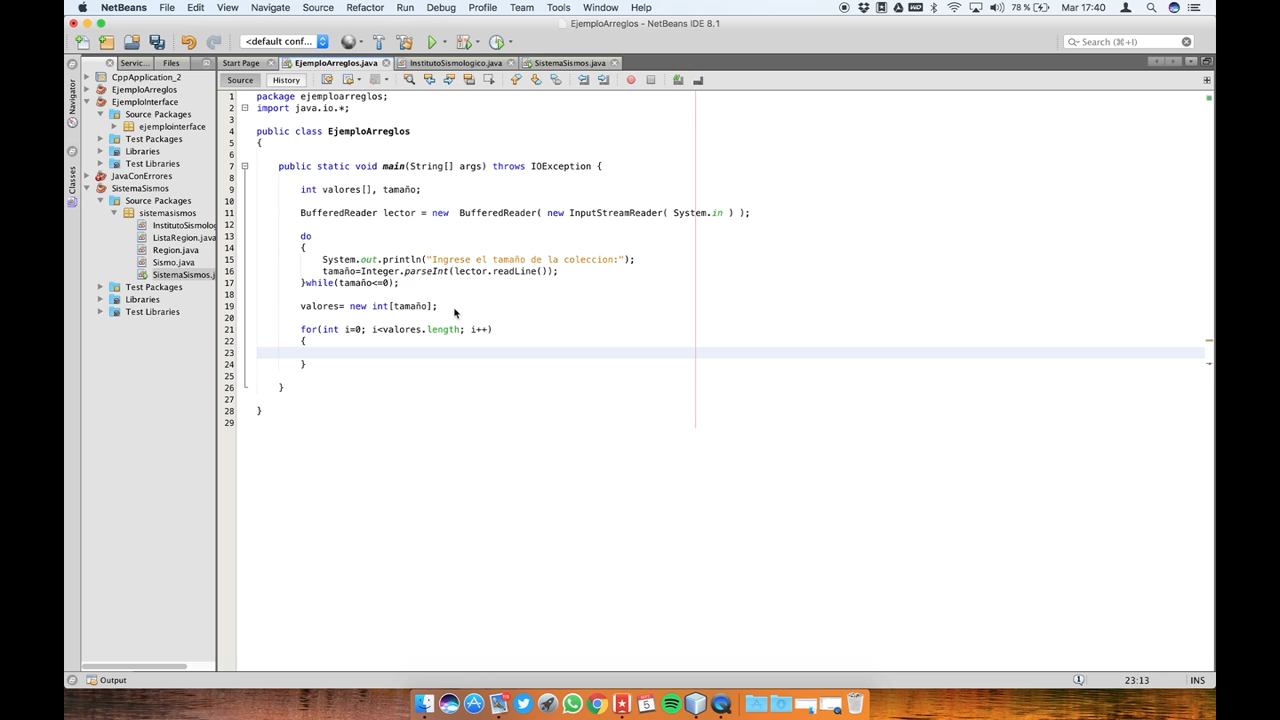 NetBeans File Edit View Navigate Source Refactor Run Debug Profile Team Tools Window Help 78 % Mar 17:40
EjemploArreglos - NetBeans IDE 8.1
<default conf... Search (⌘+I)
Servic... Files Start Page EjemploArreglos.java InstitutoSismologico.java SistemaSismos.java
Source History
Navigator
Classes
CppApplication_2
EjemploArreglos
EjemploInterface
Source Packages
ejemplointerface
Test Packages
Libraries
Test Libraries
JavaConErrores
SistemaSismos
Source Packages
sistemasismos
InstitutoSismolog
ListaRegion.java
Region.java
Sismo.java
SistemaSismos.j
Test Packages
Libraries
Test Libraries
1 package ejemploarreglos;
2 import java.io.*;
3
4 public class EjemploArreglos
5 {
6
7 public static void main(String[] args) throws IOException {
8
9 int valores[], tamaño;
10
11 BufferedReader lector = new  BufferedReader( new InputStreamReader( System.in ) );
12
13 do
14 {
15 System.out.println("Ingrese el tamaño de la coleccion:");
16 tamaño=Integer.parseInt(lector.readLine());
17 }while(tamaño<=0);
18
19 valores= new int[tamaño];
20
21 for(int i=0; i<valores.length; i++)
22 {
23
24 }
25
26 }
27
28 }
29
Output 23:13 INS